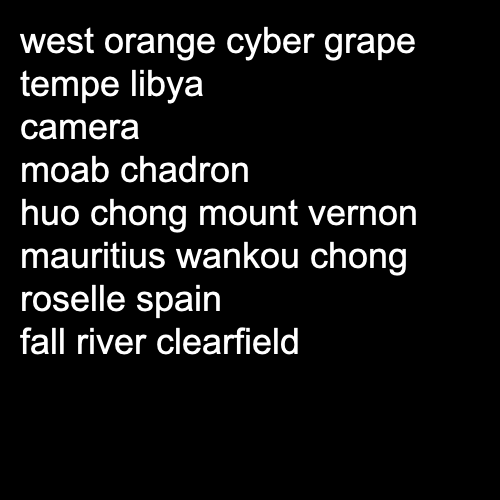 west orange cyber grape
tempe libya
camera
moab chadron
huo chong mount vernon
mauritius wankou chong
roselle spain
fall river clearfield